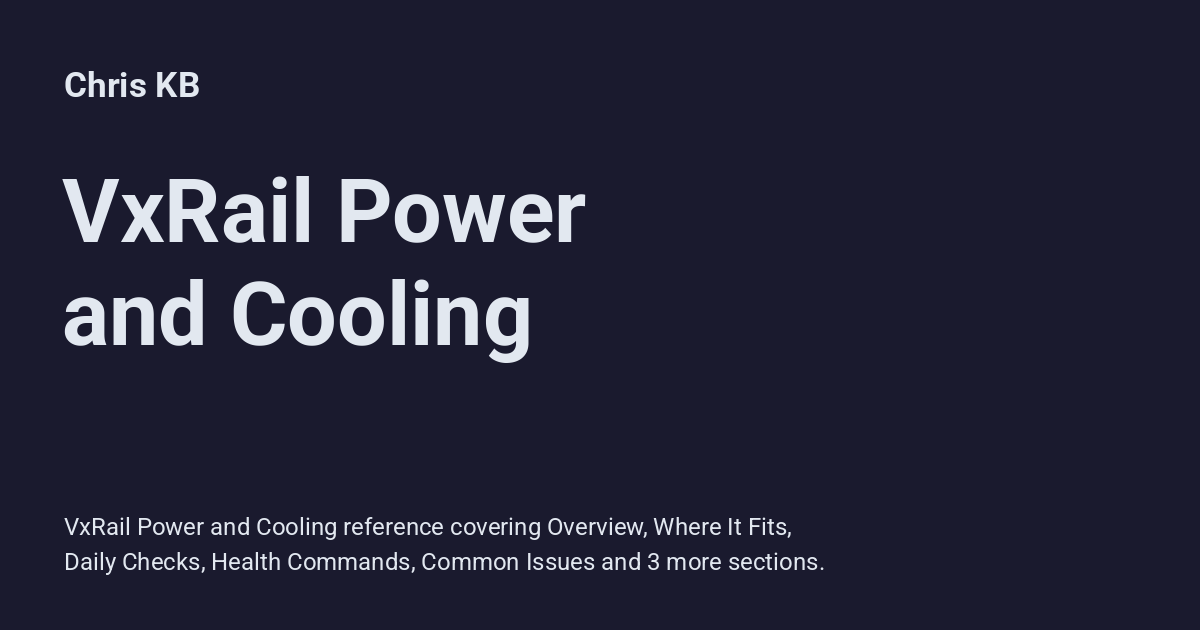 Chris KB
VxRail Power
and Cooling
VxRail Power and Cooling reference covering Overview, Where It Fits,
Daily Checks, Health Commands, Common Issues and 3 more sections.